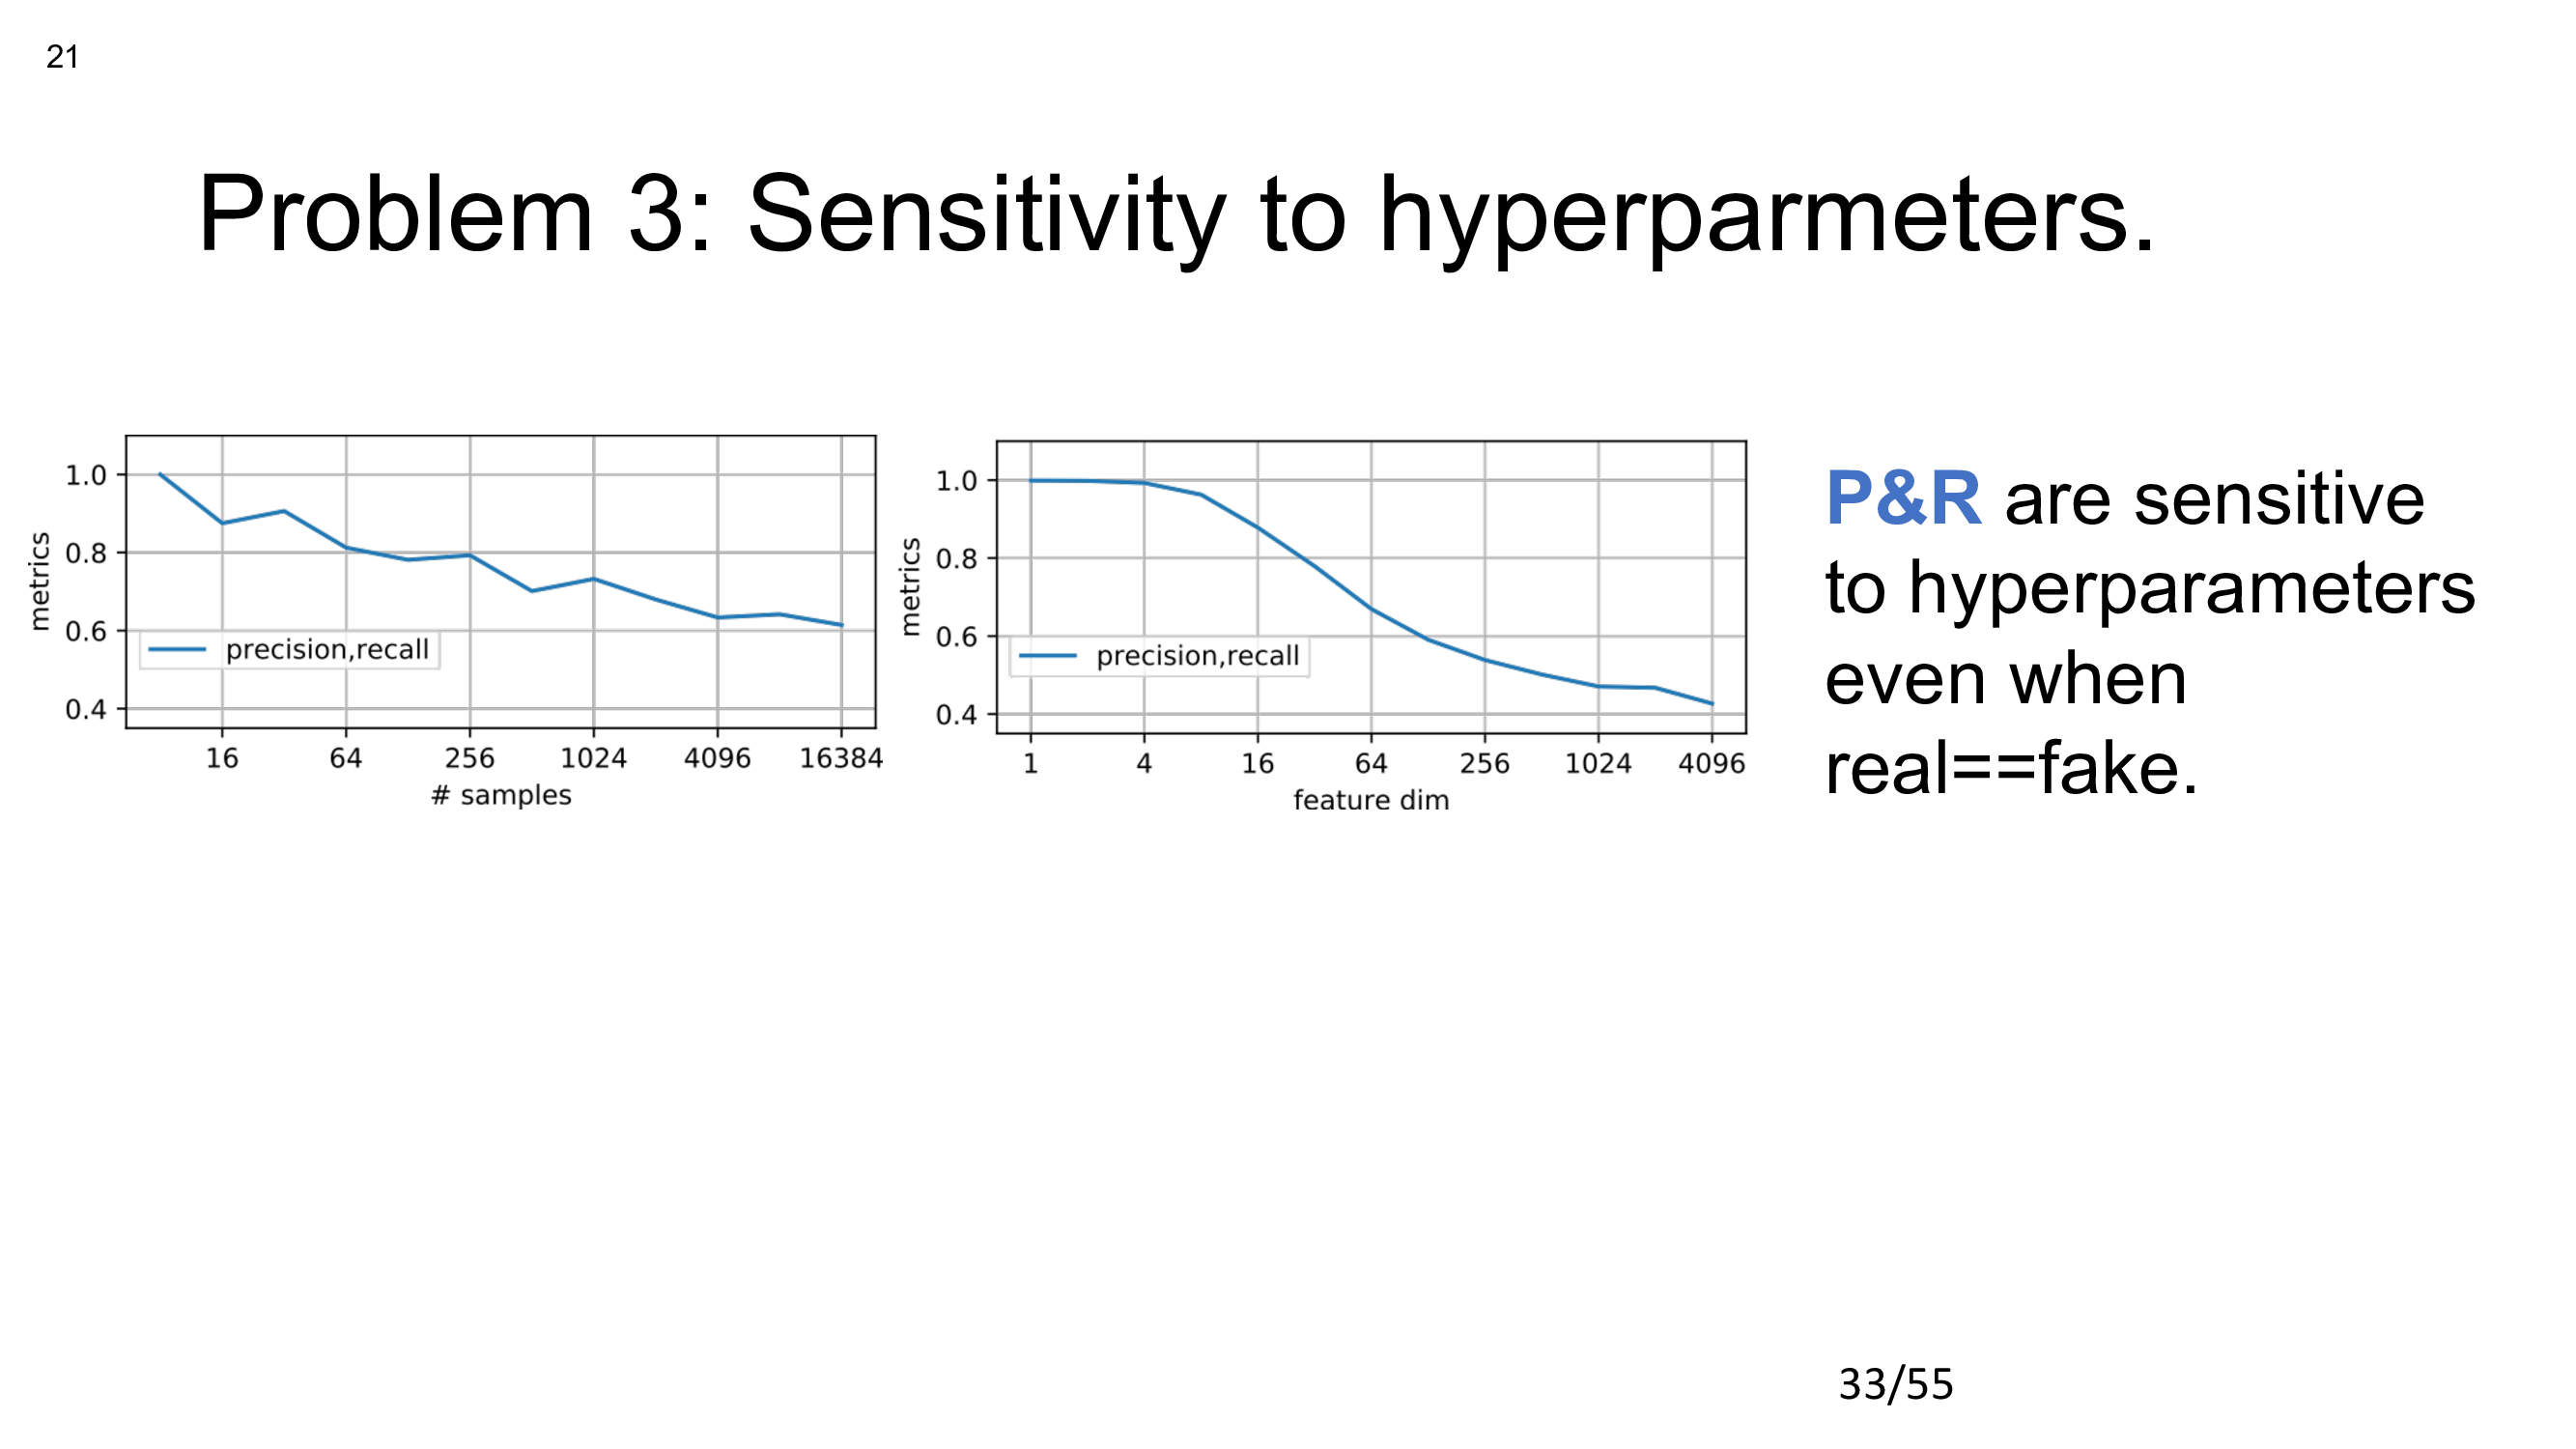 21
Problem 3: Sensitivity to hyperparmeters.
1.0
0.8
0.6
0.4
metrics
precision,recall
16 64 256 1024 4096 16384
# samples
1.0
0.8
0.6
0.4
metrics
precision,recall
1 4 16 64 256 1024 4096
feature dim
P&R are sensitive
to hyperparameters
even when
real==fake.
33/55